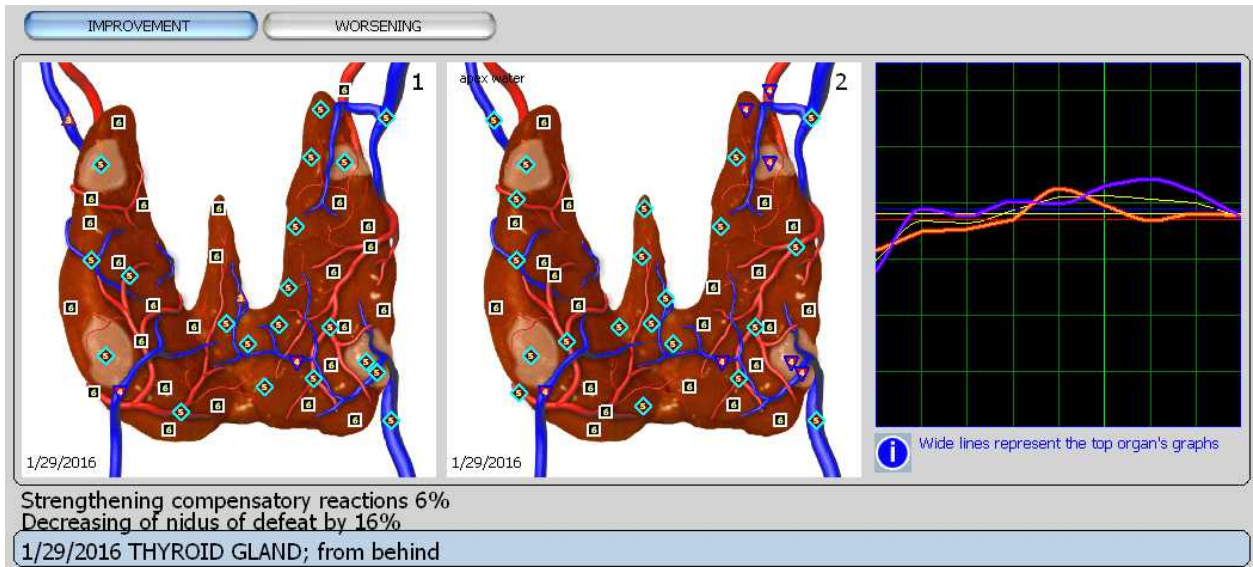 IMPROVEMENT
WORSENING
1
apex water
2
1/29/2016
1/29/2016
Wide lines represent the top organ's graphs
Strengthening compensatory reactions 6%
Decreasing of nidus of defeat by 16%
1/29/2016 THYROID GLAND; from behind